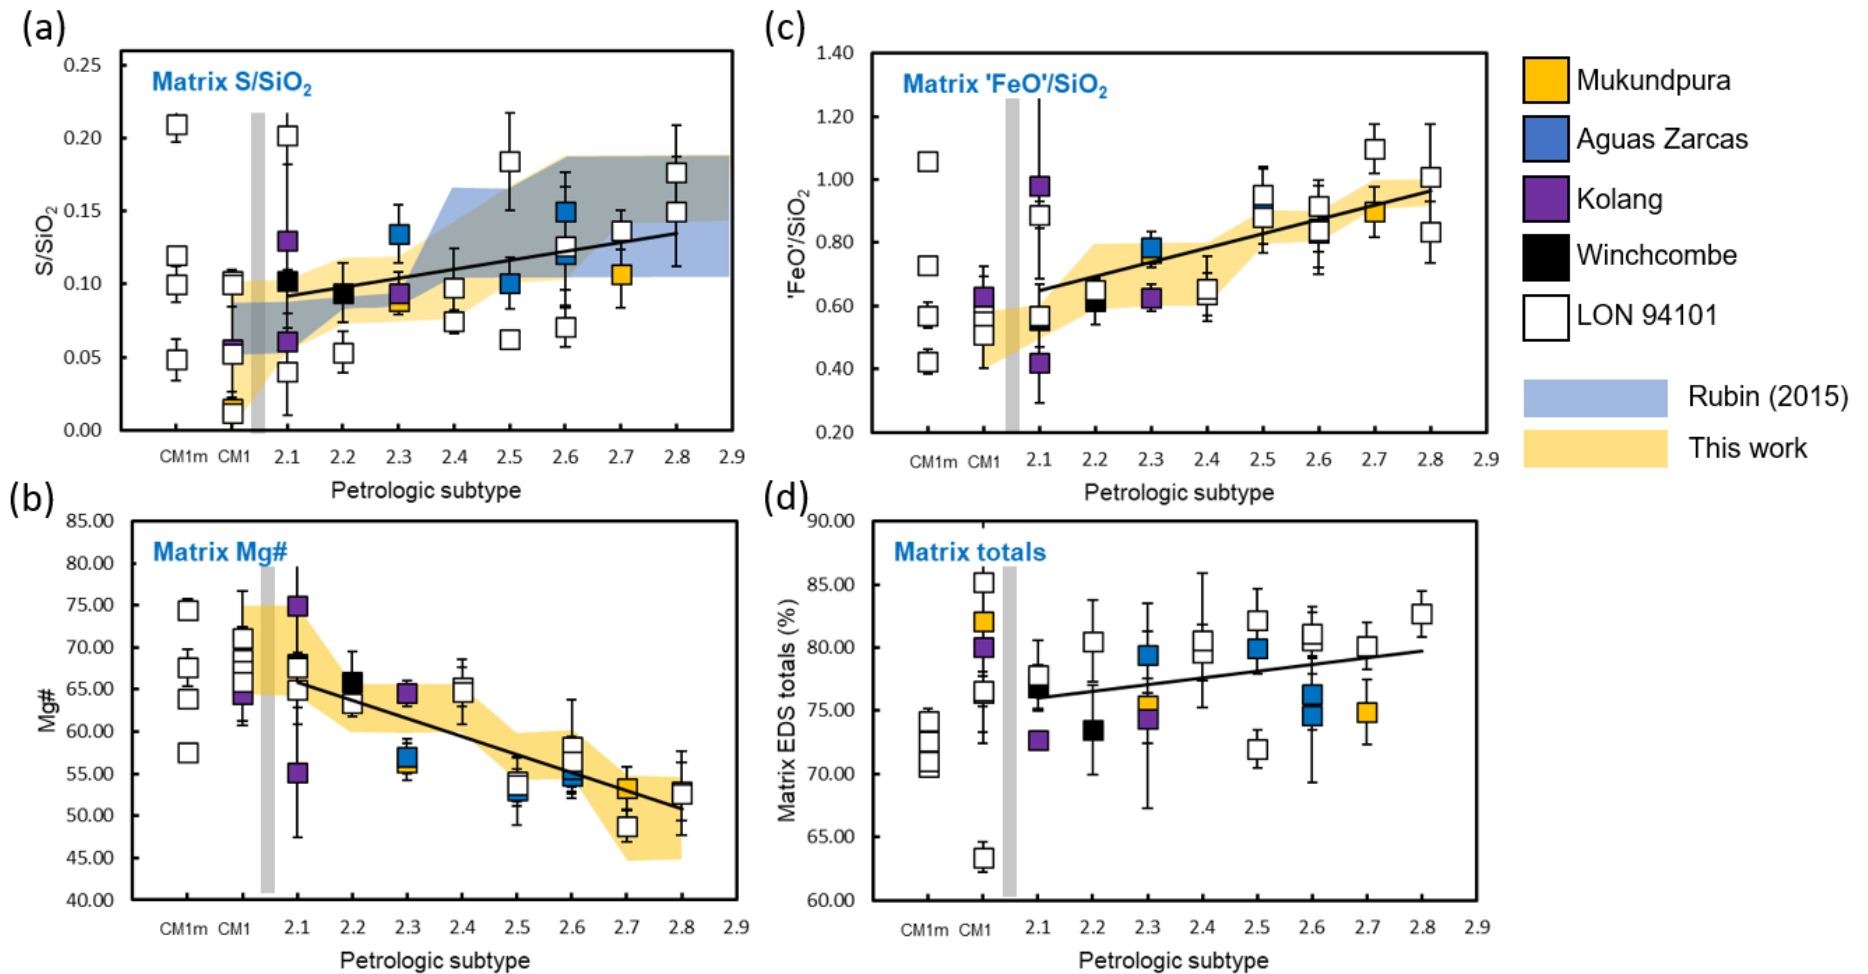 (a)
Matrix S/SiO₂
S/SiO₂
0.25
0.20
0.15
0.10
0.05
0.00
CM1m CM1 2.1 2.2 2.3 2.4 2.5 2.6 2.7 2.8 2.9
Petrologic subtype
(c)
Matrix 'FeO'/SiO₂
'FeO'/SiO₂
1.40
1.20
1.00
0.80
0.60
0.40
0.20
CM1m CM1 2.1 2.2 2.3 2.4 2.5 2.6 2.7 2.8 2.9
Petrologic subtype
Mukundpura
Aguas Zarcas
Kolang
Winchcombe
LON 94101
Rubin (2015)
This work
(b)
Matrix Mg#
Mg#
85.00
80.00
75.00
70.00
65.00
60.00
55.00
50.00
45.00
40.00
CM1m CM1 2.1 2.2 2.3 2.4 2.5 2.6 2.7 2.8 2.9
Petrologic subtype
(d)
Matrix totals
Matrix EDS totals (%)
90.00
85.00
80.00
75.00
70.00
65.00
60.00
CM1m CM1 2.1 2.2 2.3 2.4 2.5 2.6 2.7 2.8 2.9
Petrologic subtype